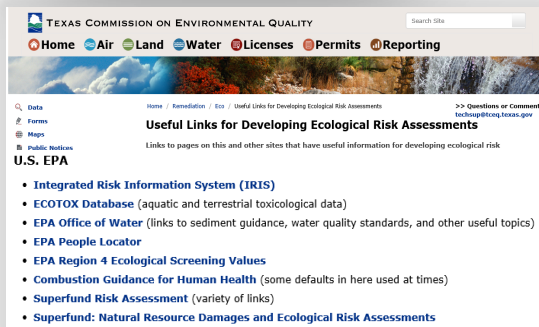 TEXAS COMMISSION ON ENVIRONMENTAL QUALITY
Search Site
Home Air Land Water Licenses Permits Reporting
Data
Forms
Maps
Public Notices
Home / Remediation / Eco / Useful Links for Developing Ecological Risk Assessments
>> Questions or Comment
techsup@tceq.texas.gov
Useful Links for Developing Ecological Risk Assessments
Links to pages on this and other sites that have useful information for developing ecological risk
U.S. EPA
• Integrated Risk Information System (IRIS)
• ECOTOX Database (aquatic and terrestrial toxicological data)
• EPA Office of Water (links to sediment guidance, water quality standards, and other useful topics)
• EPA People Locator
• EPA Region 4 Ecological Screening Values
• Combustion Guidance for Human Health (some defaults in here used at times)
• Superfund Risk Assessment (variety of links)
• Superfund: Natural Resource Damages and Ecological Risk Assessments